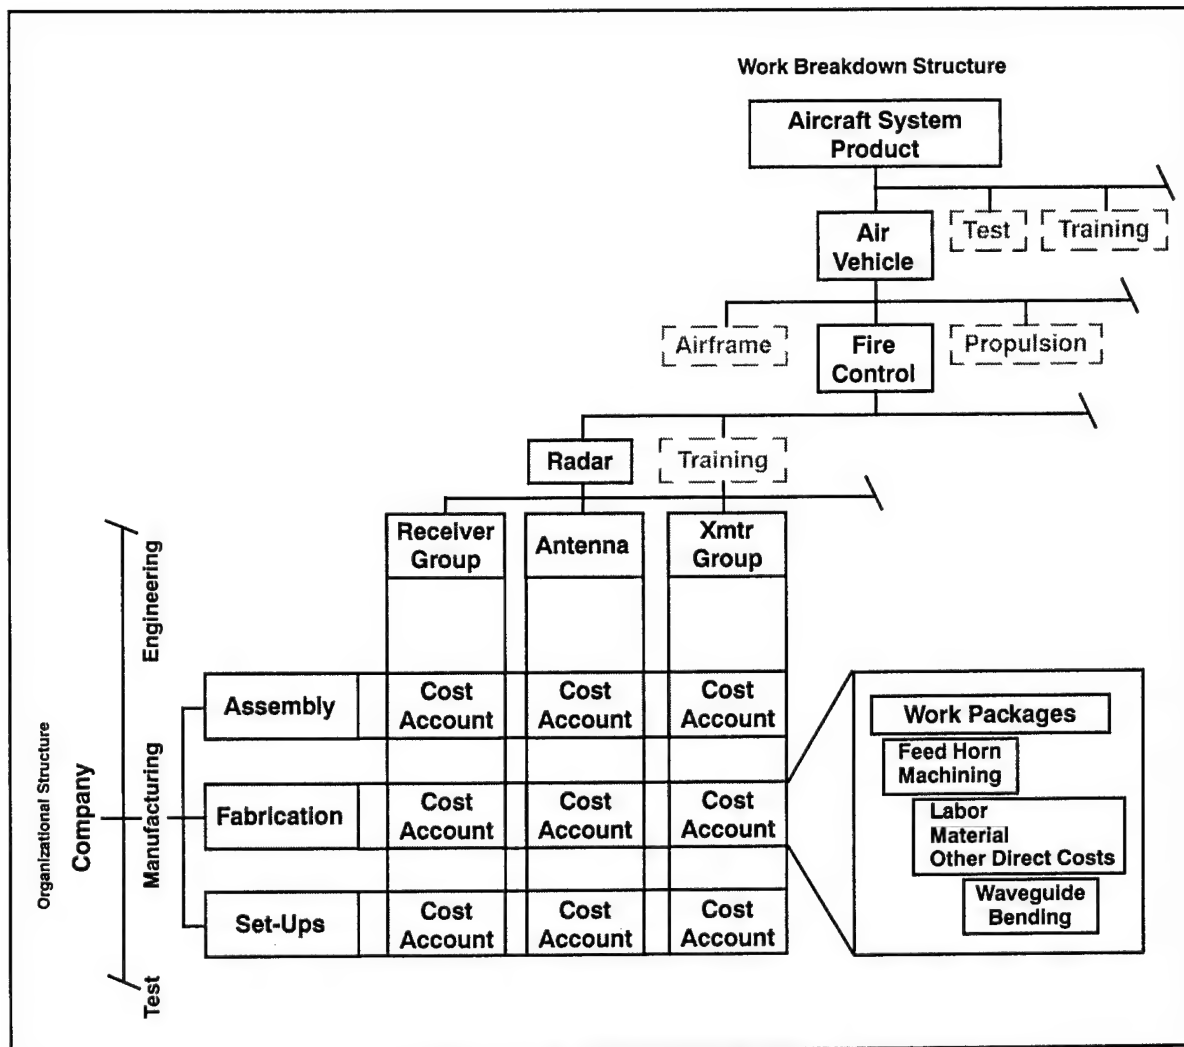 Work Breakdown Structure
Aircraft System
Product
Air
Vehicle
Test
Training
Airframe
Fire
Control
Propulsion
Radar
Training
Receiver
Group
Antenna
Xmtr
Group
Organizational Structure
Company
Engineering
Manufacturing
Test
Assembly
Cost
Account
Cost
Account
Cost
Account
Fabrication
Cost
Account
Cost
Account
Cost
Account
Set-Ups
Cost
Account
Cost
Account
Cost
Account
Work Packages
Feed Horn
Machining
Labor
Material
Other Direct Costs
Waveguide
Bending